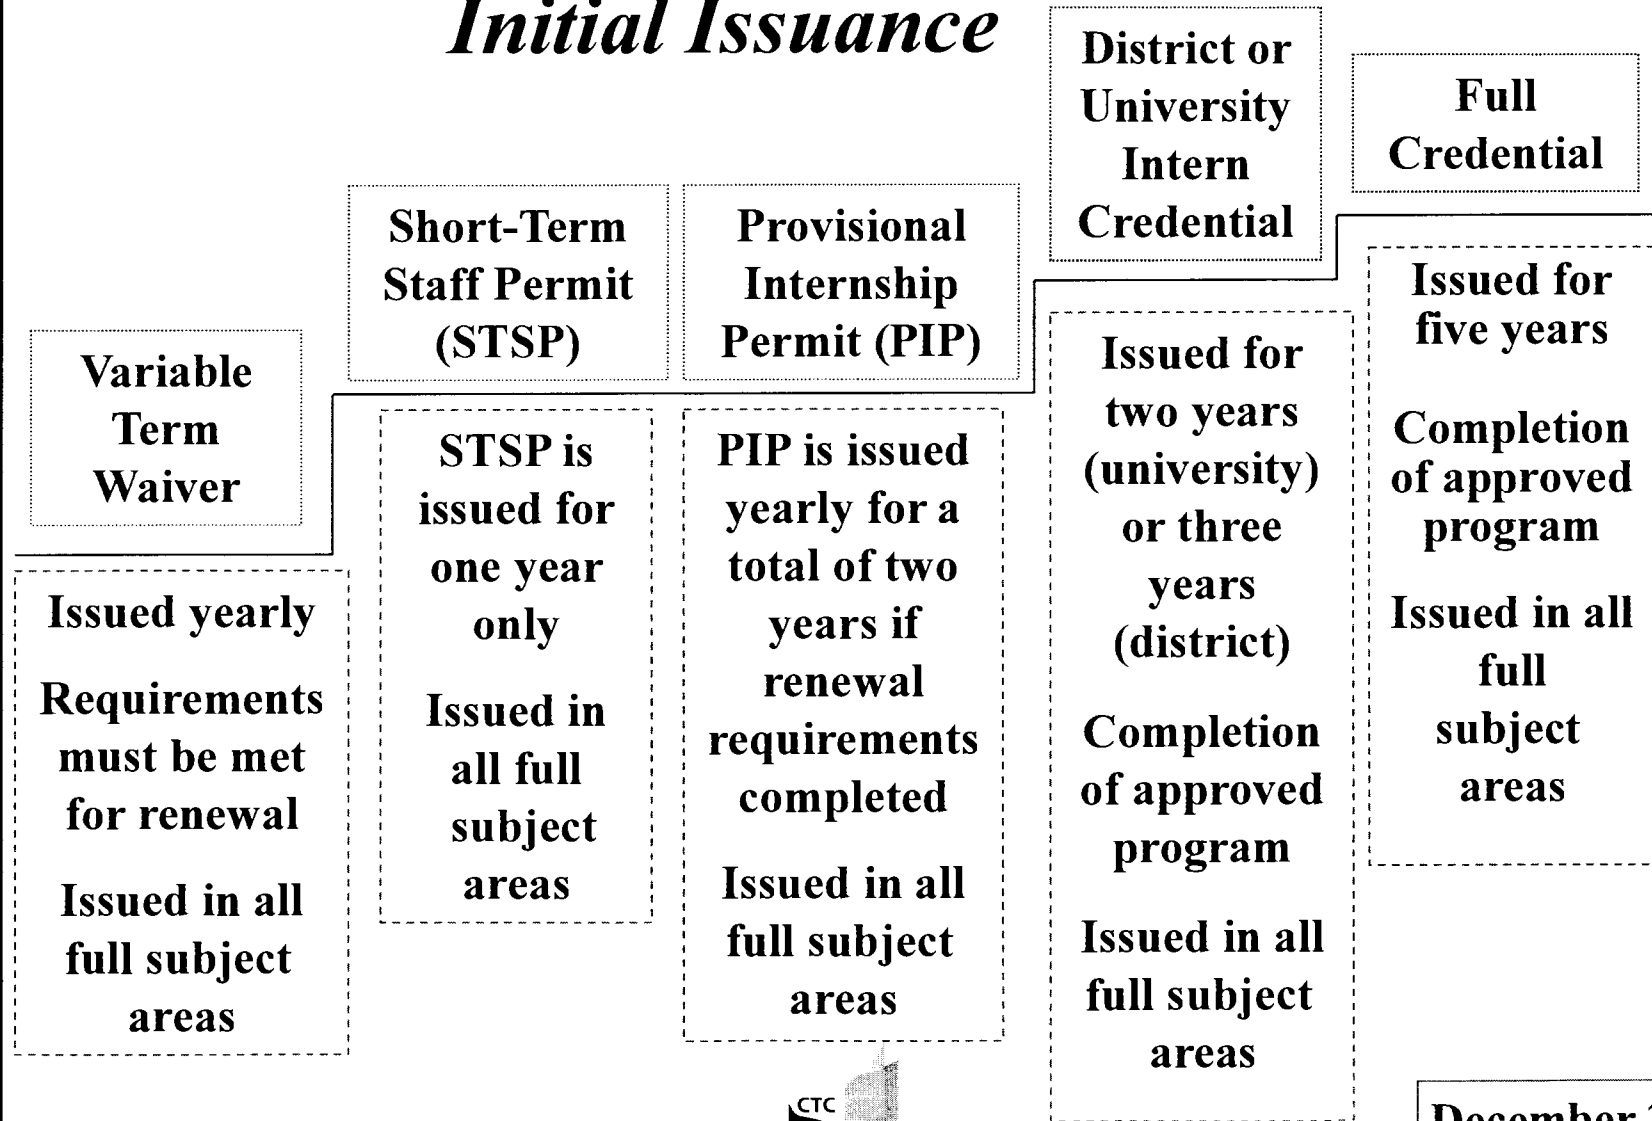 Initial Issuance
Variable
Term
Waiver
Issued yearly
Requirements
must be met
for renewal
Issued in all
full subject
areas
Short-Term
Staff Permit
(STSP)
STSP is
issued for
one year
only
Issued in
all full
subject
areas
Provisional
Internship
Permit (PIP)
PIP is issued
yearly for a
total of two
years if
renewal
requirements
completed
Issued in all
full subject
areas
District or
University
Intern
Credential
Issued for
two years
(university)
or three
years
(district)
Completion
of approved
program
Issued in all
full subject
areas
Full
Credential
Issued for
five years
Completion
of approved
program
Issued in all
full
subject
areas
CTC
December